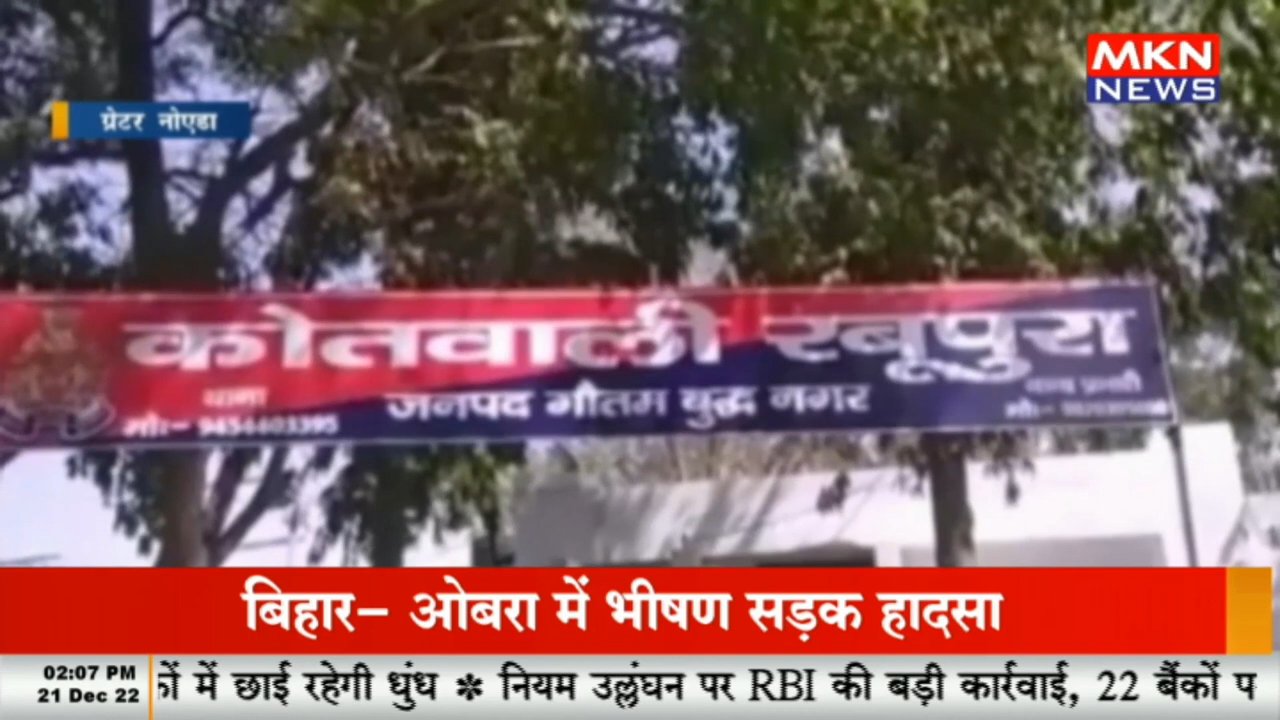 MKN
NEWS
ग्रेटर नोएडा
कोतवाली रबूपुरा
थाना
जनपद गौतम बुद्ध नगर
मो:- 9454403395
बिहार– ओबरा में भीषण सड़क हादसा
02:07 PM
21 Dec 22
में छाई रहेगी धुंध * नियम उल्लंघन पर RBI की बड़ी कार्रवाई, 22 बैंकों